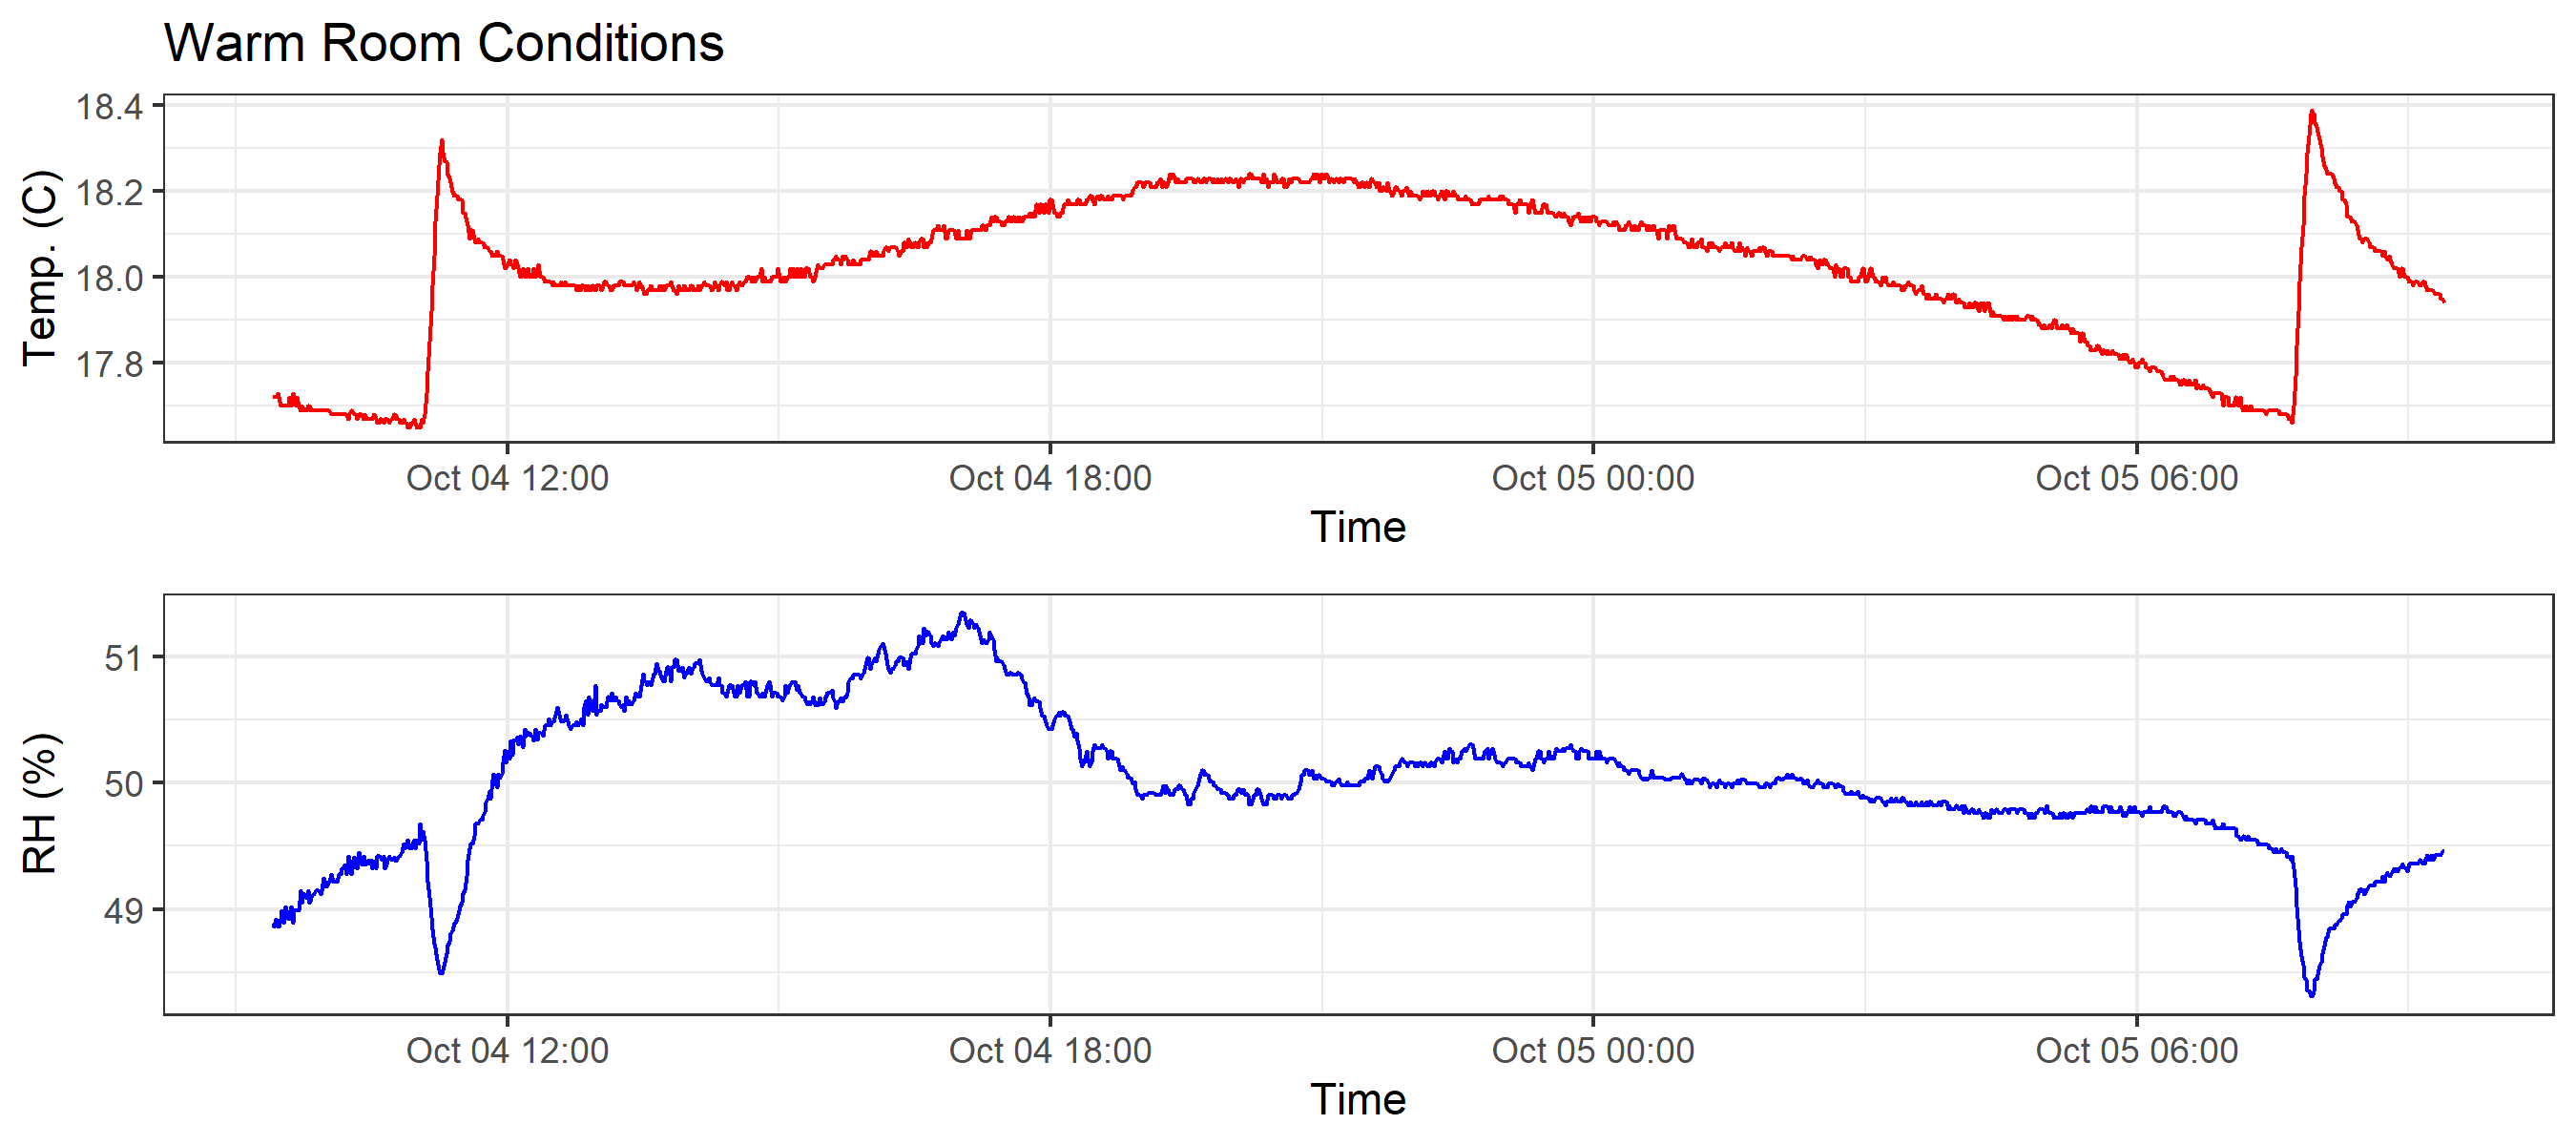 Warm Room Conditions
Temp. (C)
18.4
18.2
18.0
17.8
Oct 04 12:00 Oct 04 18:00 Oct 05 00:00 Oct 05 06:00
Time
RH (%)
51
50
49
Oct 04 12:00 Oct 04 18:00 Oct 05 00:00 Oct 05 06:00
Time